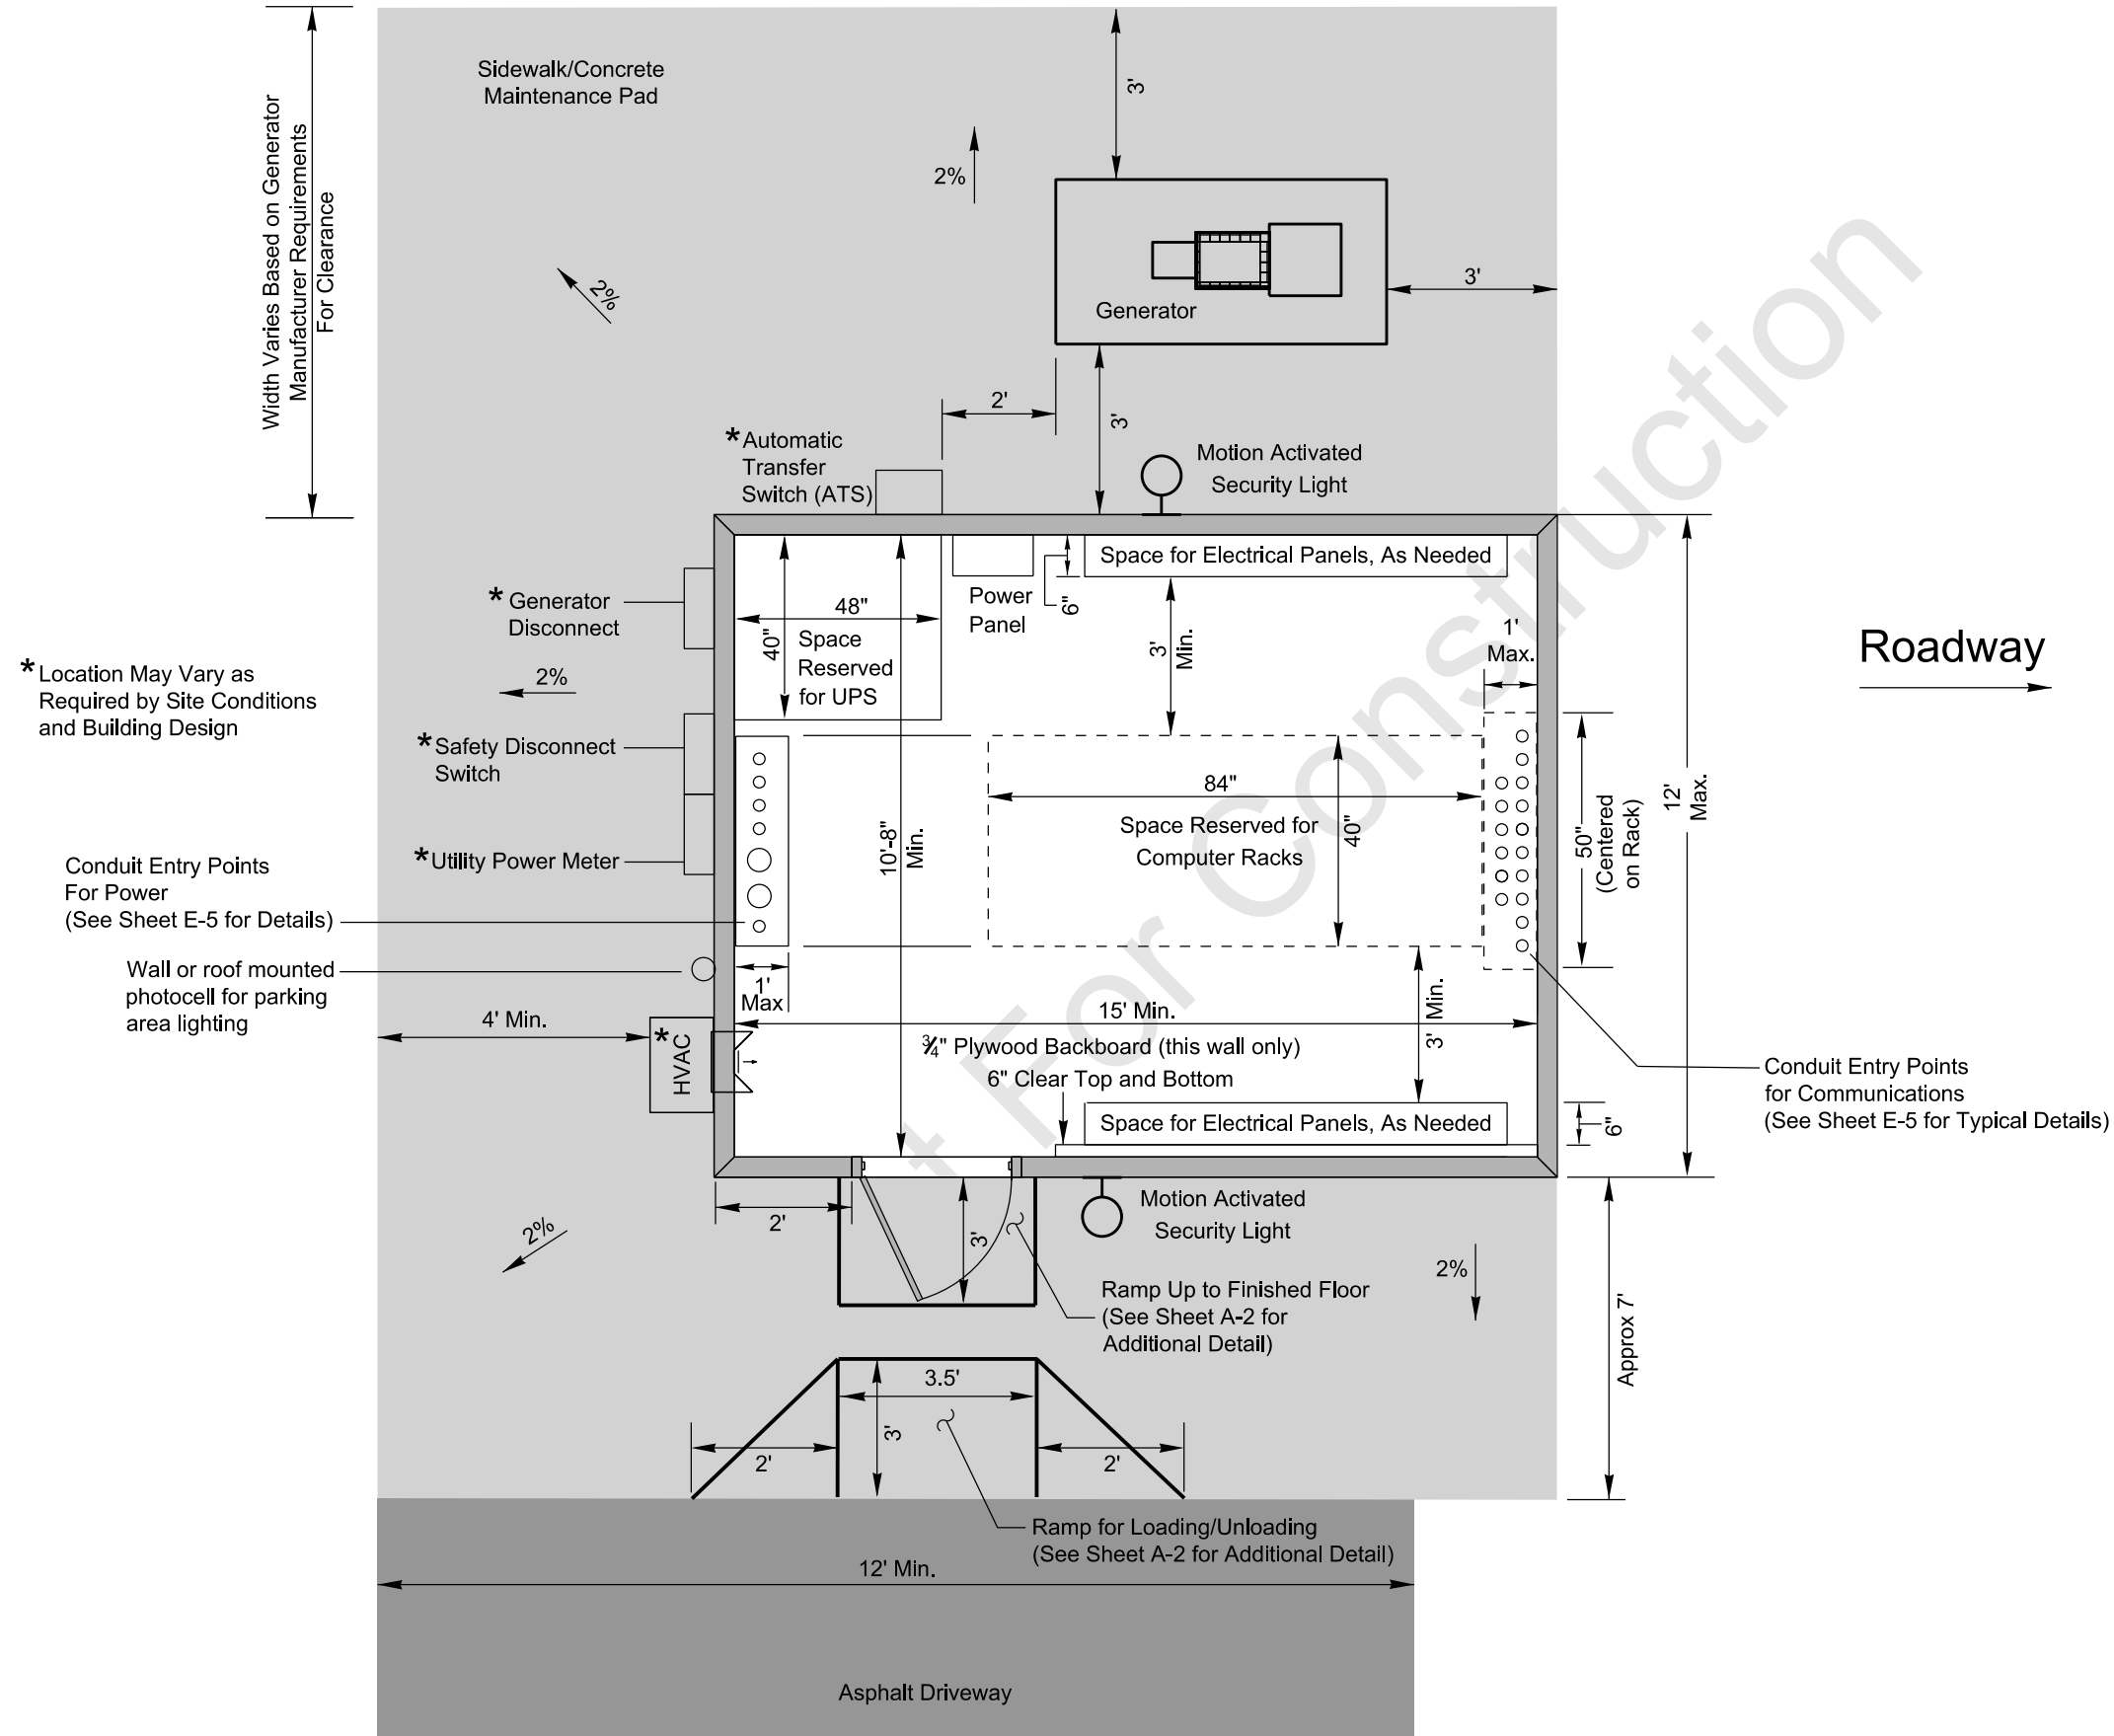 Sidewalk/Concrete
Maintenance Pad
3'
Width Varies Based on Generator
Manufacturer Requirements
For Clearance
2%
2%
Generator
3'
2'
3'
*Automatic
Transfer
Switch (ATS)
Motion Activated
Security Light
Space for Electrical Panels, As Needed
* Generator
Disconnect
48"
40"
Space
Reserved
for UPS
Power
Panel
6"
3'
Min.
1'
Max.
Roadway
*Location May Vary as
Required by Site Conditions
and Building Design
2%
*Safety Disconnect
Switch
84"
Space Reserved for
Computer Racks
40"
10'-8"
Min.
50"
(Centered
on Rack)
12'
Max.
*Utility Power Meter
Conduit Entry Points
For Power
(See Sheet E-5 for Details)
Wall or roof mounted
photocell for parking
area lighting
1'
Max
4' Min.
*
HVAC
15' Min.
3' Min.
¾" Plywood Backboard (this wall only)
6" Clear Top and Bottom
Space for Electrical Panels, As Needed
6"
Conduit Entry Points
for Communications
(See Sheet E-5 for Typical Details)
2'
3'
Motion Activated
Security Light
2%
2%
Ramp Up to Finished Floor
(See Sheet A-2 for
Additional Detail)
Approx 7'
3.5'
3'
2'
2'
Ramp for Loading/Unloading
(See Sheet A-2 for Additional Detail)
12' Min.
Asphalt Driveway
For Construction